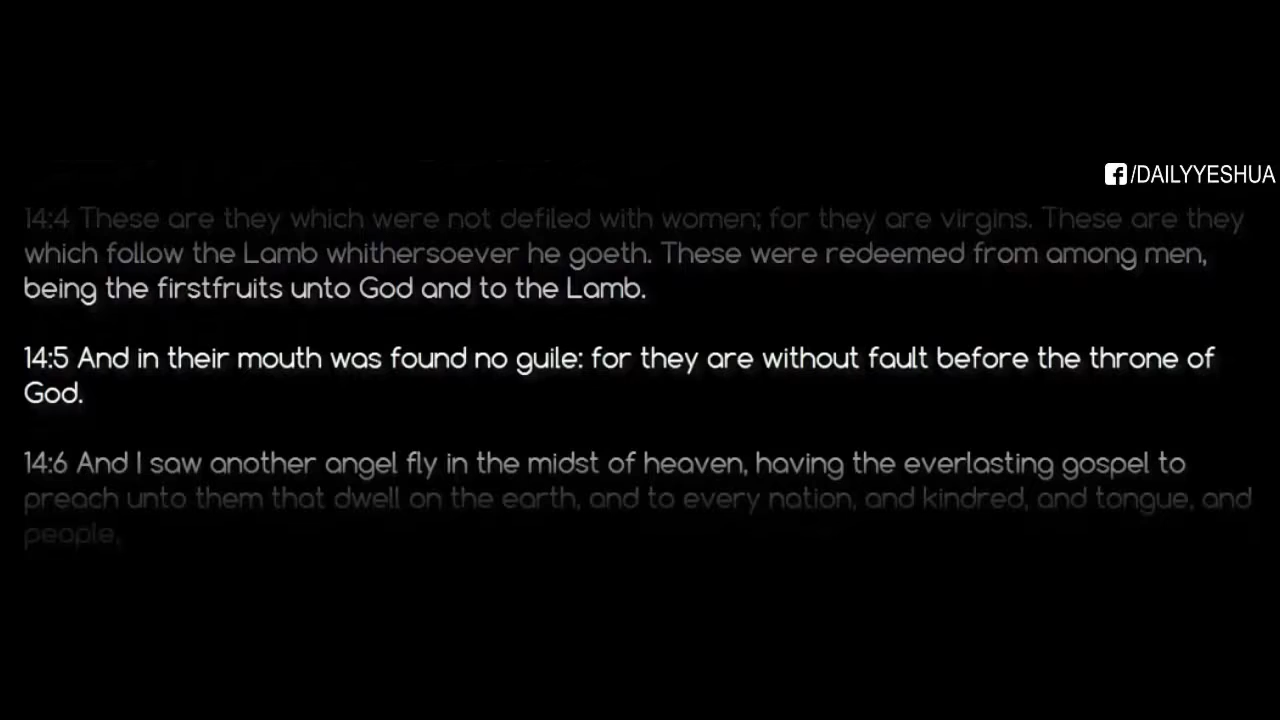 /DAILYYESHUA
14:4 These are they which were not defiled with women; for they are virgins. These are they
which follow the Lamb whithersoever he goeth. These were redeemed from among men,
being the firstfruits unto God and to the Lamb.
14:5 And in their mouth was found no guile: for they are without fault before the throne of
God.
14:6 And I saw another angel fly in the midst of heaven, having the everlasting gospel to
preach unto them that dwell on the earth, and to every nation, and kindred, and tongue, and
people,